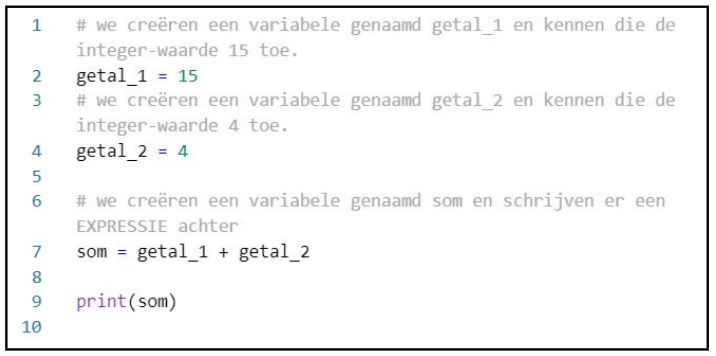 1 # we creëren een variabele genaamd getal_1 en kennen die de
integer-waarde 15 toe.
2 getal_1 = 15
3 # we creëren een variabele genaamd getal_2 en kennen die de
integer-waarde 4 toe.
4 getal_2 = 4
5
6 # we creëren een variabele genaamd som en schrijven er een
EXPRESSIE achter
7 som = getal_1 + getal_2
8
9 print(som)
10